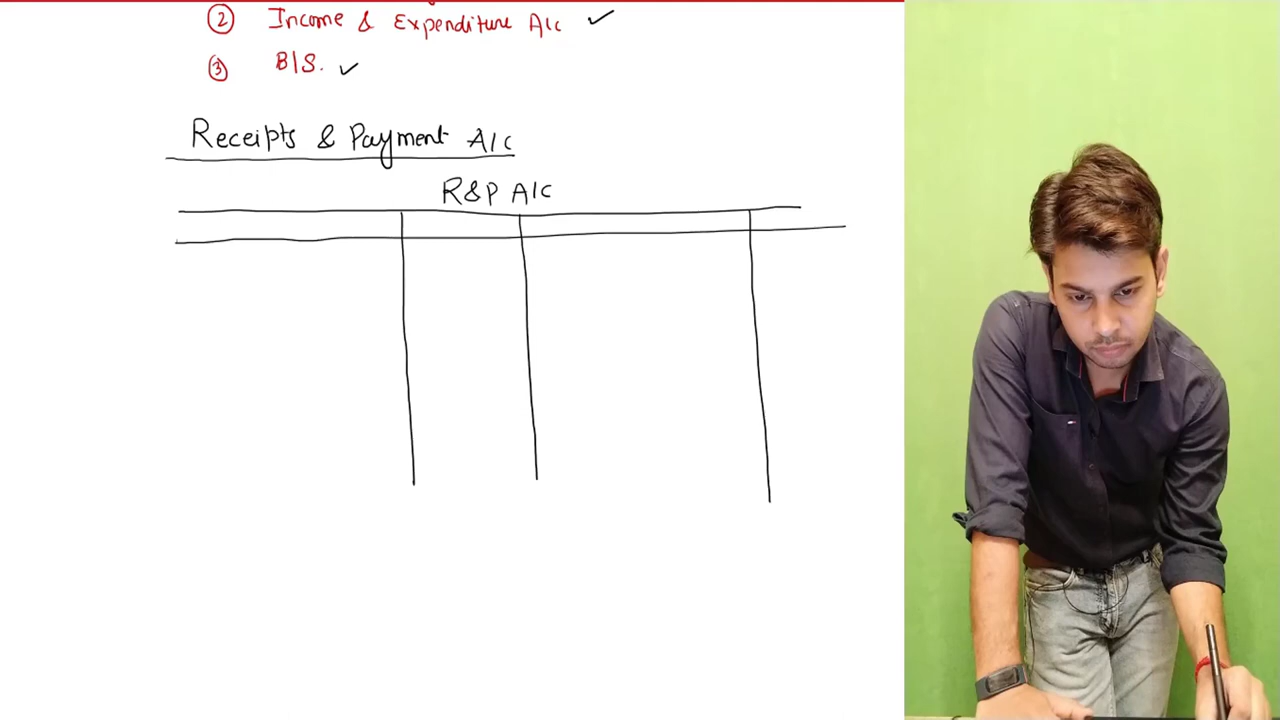 ② Income & Expenditure A/c ✓
③ B/S. ✓
Receipts & Payment A/c
R&P A/c